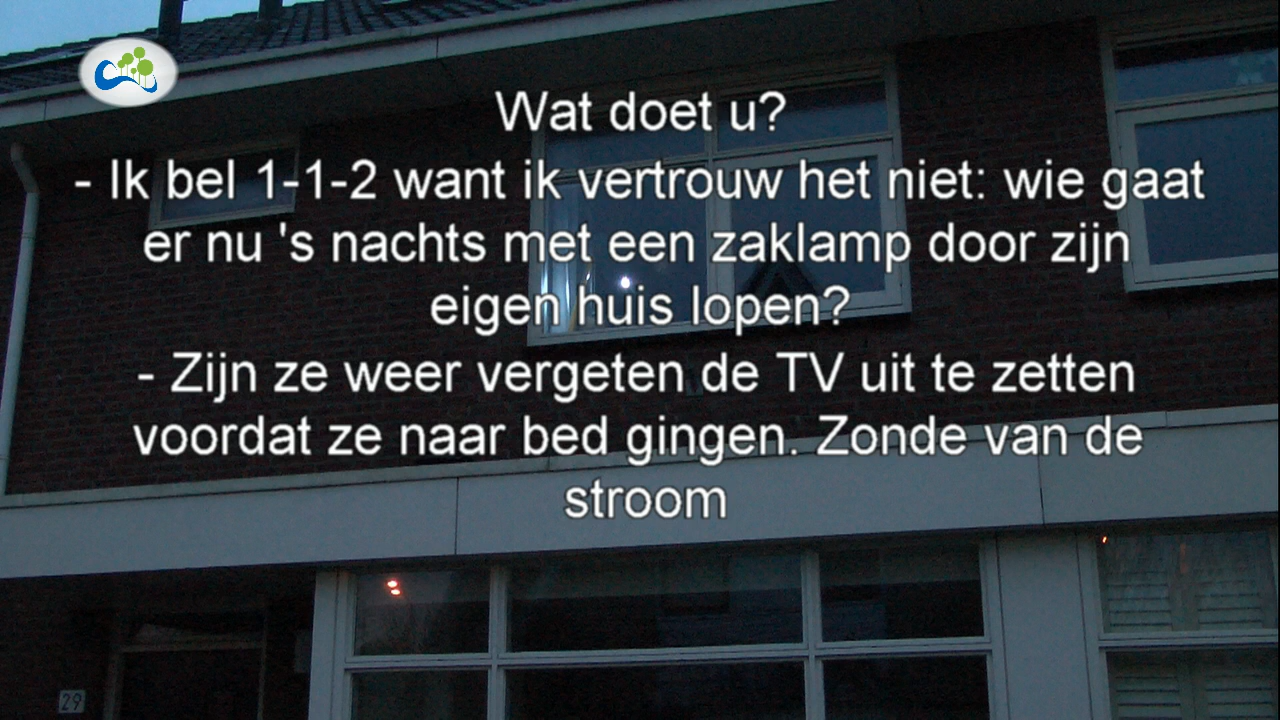 Wat doet u?
- Ik bel 1-1-2 want ik vertrouw het niet: wie gaat
er nu 's nachts met een zaklamp door zijn
eigen huis lopen?
- Zijn ze weer vergeten de TV uit te zetten
voordat ze naar bed gingen. Zonde van de
stroom
29